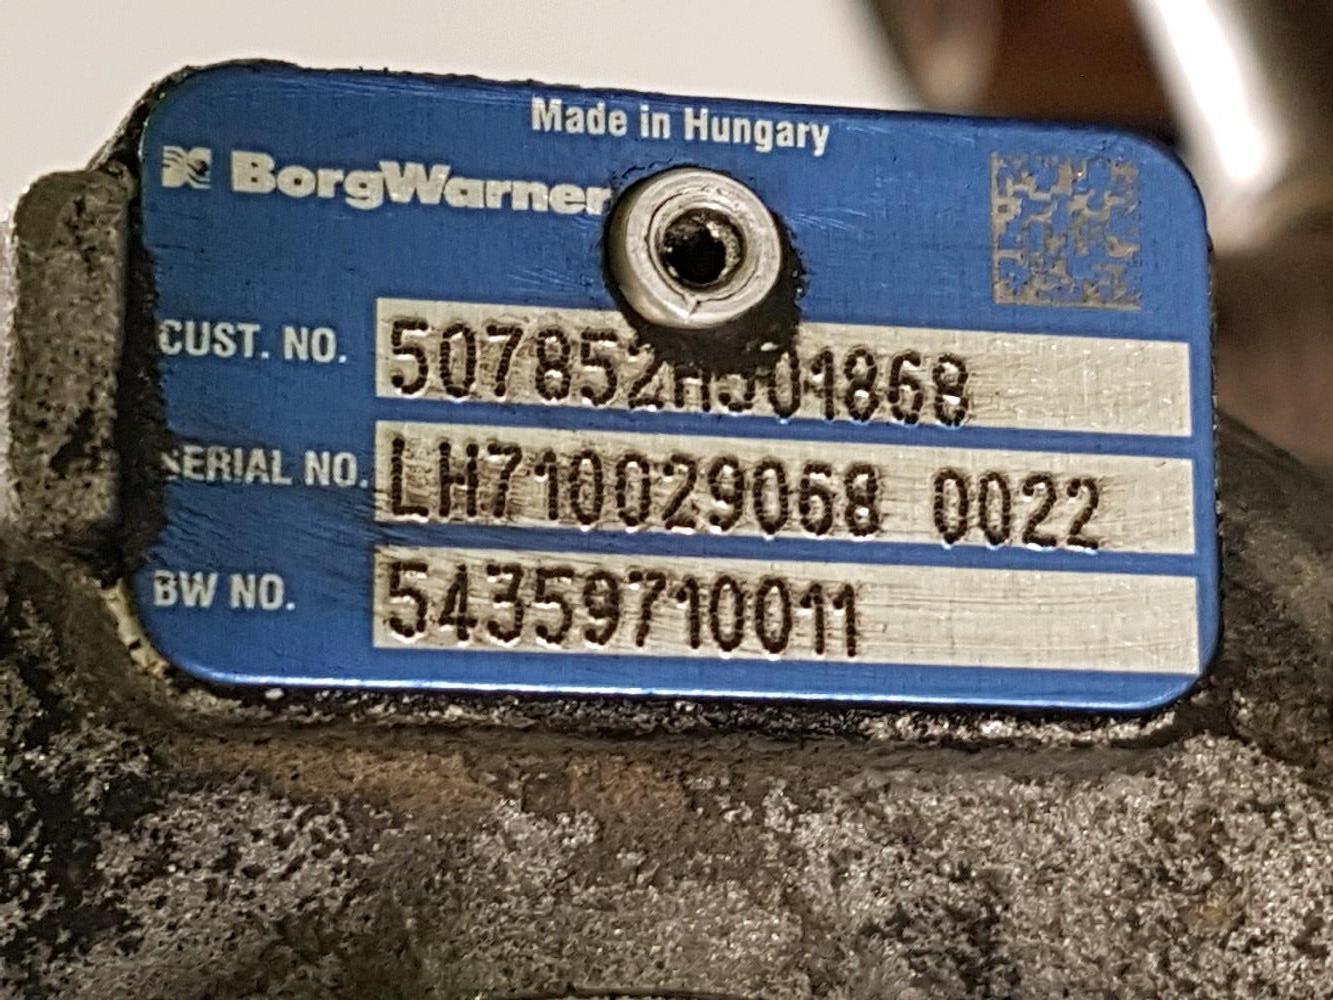 Made in Hungary
BorgWarner
CUST. NO.
SERIAL NO. LH710029068 0022
BW NO. 54359710011